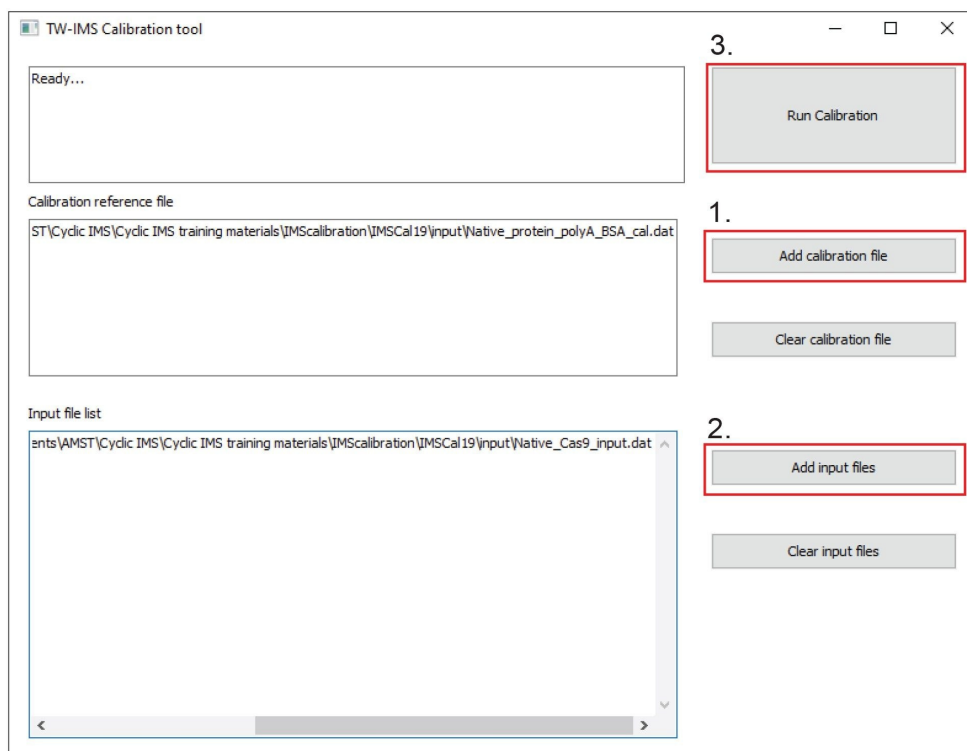 TW-IMS Calibration tool
3.
Ready...
Run Calibration
Calibration reference file
1.
ST\Cyclic IMS\Cyclic IMS training materials\IMScalibration\IMSCal19\input\Native_protein_polyA_BSA_cal.dat
Add calibration file
Clear calibration file
Input file list
2.
ents\AMST\Cyclic IMS\Cyclic IMS training materials\IMScalibration\IMSCal19\input\Native_Cas9_input.dat
Add input files
Clear input files